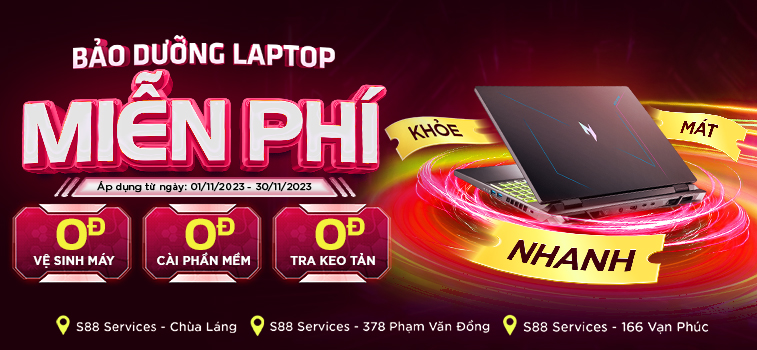 BẢO DƯỠNG LAPTOP
MIỄN PHÍ
Áp dụng từ ngày: 01/11/2023 - 30/11/2023
0Đ
VỆ SINH MÁY
0Đ
CÀI PHẦN MỀM
0Đ
TRA KEO TẢN
KHỎE
MÁT
NHANH
S88 Services - Chùa Láng
S88 Services - 378 Phạm Văn Đồng
S88 Services - 166 Vạn Phúc